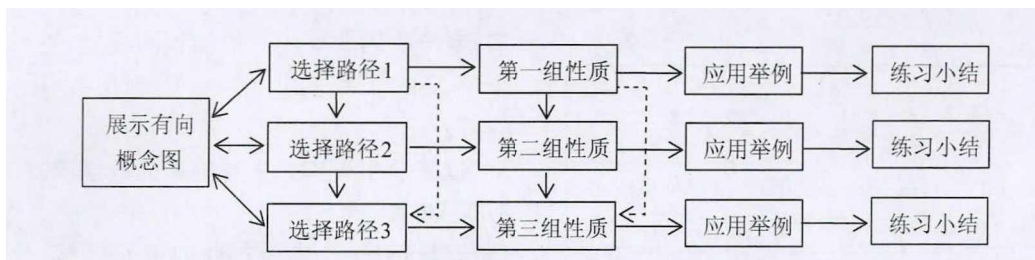 展示有向
概念图
选择路径1
第一组性质
应用举例
练习小结
选择路径2
第二组性质
应用举例
练习小结
选择路径3
第三组性质
应用举例
练习小结